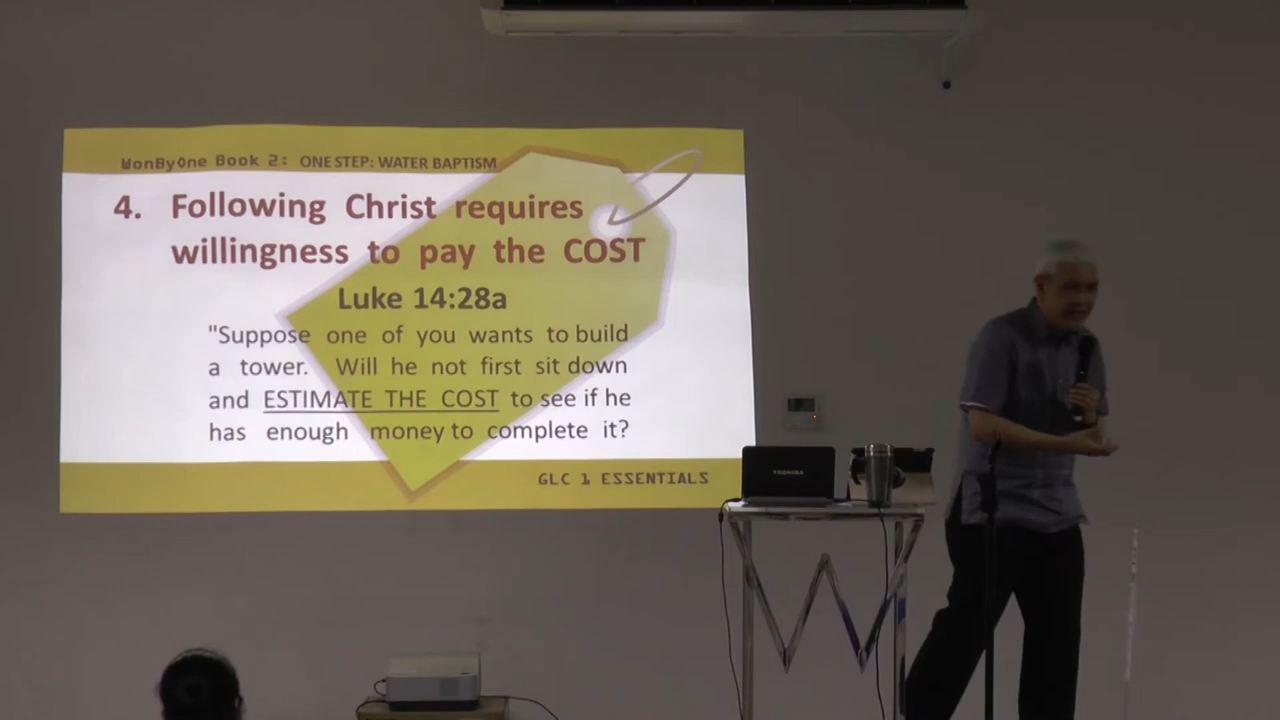 WonByOne Book 2: ONE STEP: WATER BAPTISM
4. Following Christ requires
willingness to pay the COST
Luke 14:28a
"Suppose one of you wants to build
a tower. Will he not first sit down
and ESTIMATE THE COST to see if he
has enough money to complete it?
GLC 1 ESSENTIALS
TOSHIBA